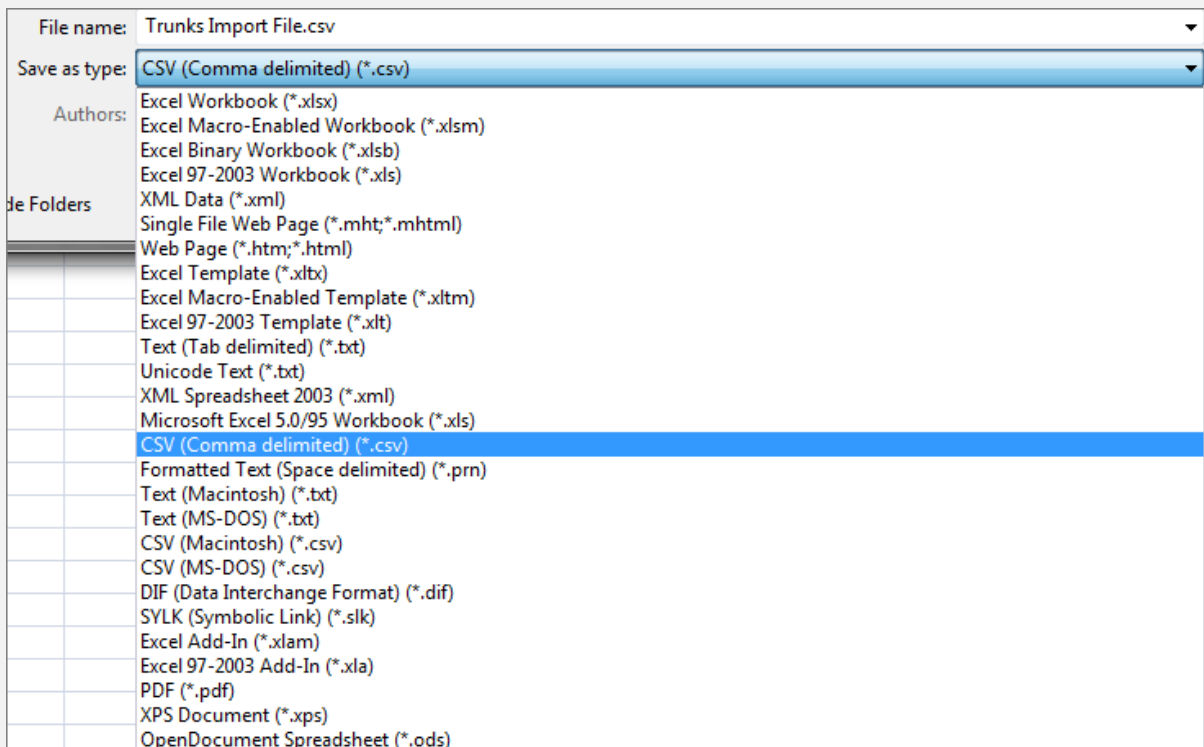 File name: Trunks Import File.csv
Save as type: CSV (Comma delimited) (*.csv)
Authors:
de Folders
Excel Workbook (*.xlsx)
Excel Macro-Enabled Workbook (*.xlsm)
Excel Binary Workbook (*.xlsb)
Excel 97-2003 Workbook (*.xls)
XML Data (*.xml)
Single File Web Page (*.mht;*.mhtml)
Web Page (*.htm;*.html)
Excel Template (*.xltx)
Excel Macro-Enabled Template (*.xltm)
Excel 97-2003 Template (*.xlt)
Text (Tab delimited) (*.txt)
Unicode Text (*.txt)
XML Spreadsheet 2003 (*.xml)
Microsoft Excel 5.0/95 Workbook (*.xls)
CSV (Comma delimited) (*.csv)
Formatted Text (Space delimited) (*.prn)
Text (Macintosh) (*.txt)
Text (MS-DOS) (*.txt)
CSV (Macintosh) (*.csv)
CSV (MS-DOS) (*.csv)
DIF (Data Interchange Format) (*.dif)
SYLK (Symbolic Link) (*.slk)
Excel Add-In (*.xlam)
Excel 97-2003 Add-In (*.xla)
PDF (*.pdf)
XPS Document (*.xps)
OpenDocument Spreadsheet (*.ods)